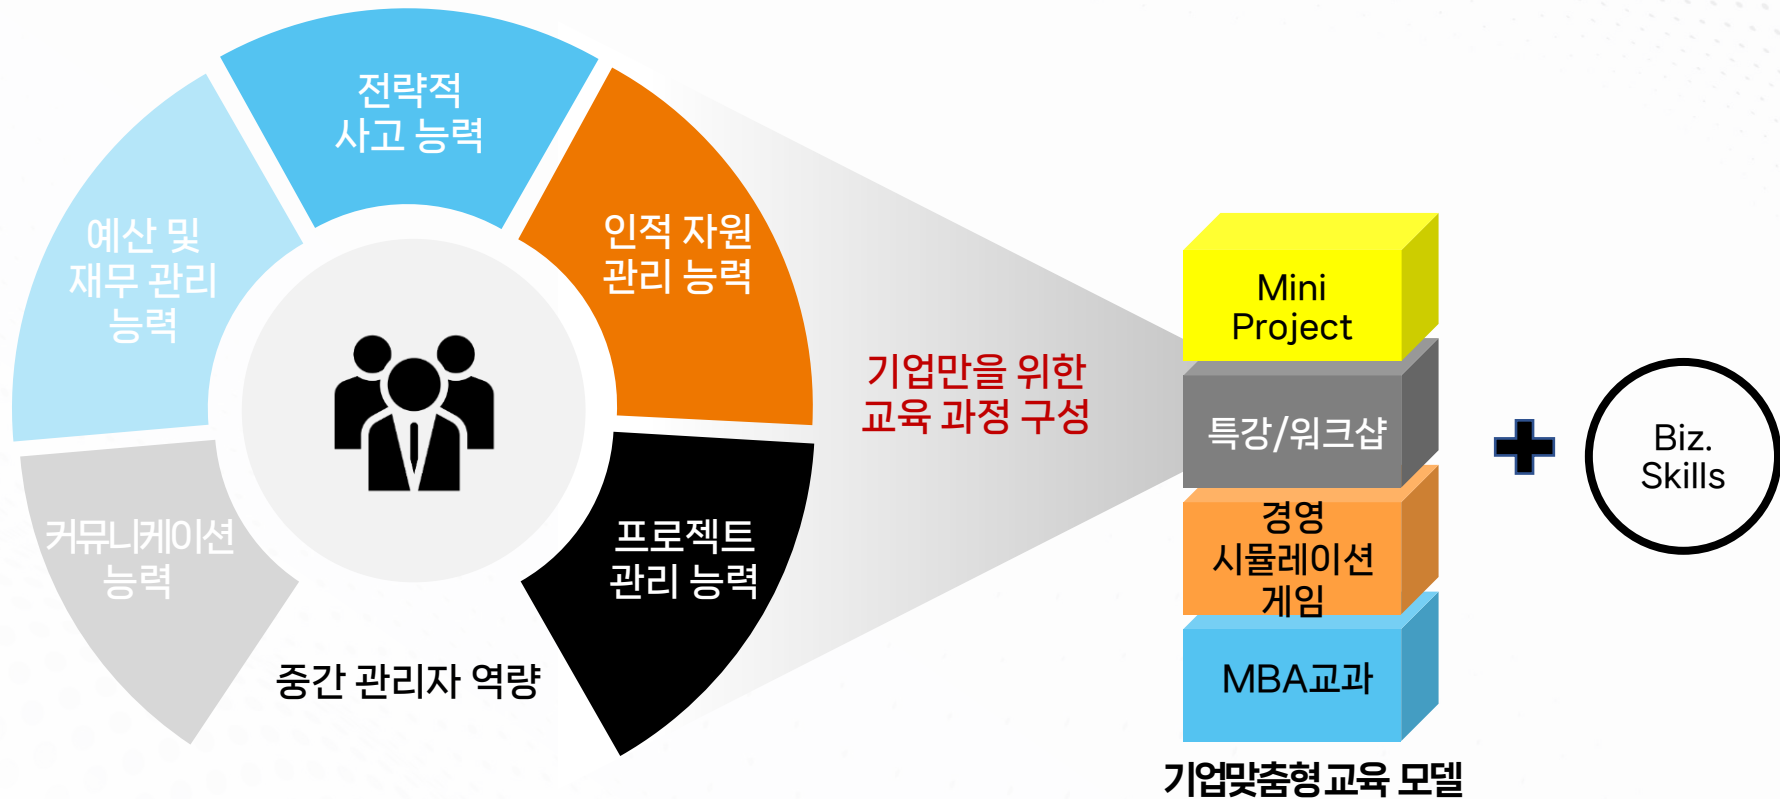 전략적
사고 능력
예산 및
재무 관리
능력
인적 자원
관리 능력
커뮤니케이션
능력
프로젝트
관리 능력
중간 관리자 역량
기업만을 위한
교육 과정 구성
Mini
Project
특강/워크샵
경영
시뮬레이션
게임
MBA교과
기업맞춤형 교육 모델
Biz.
Skills